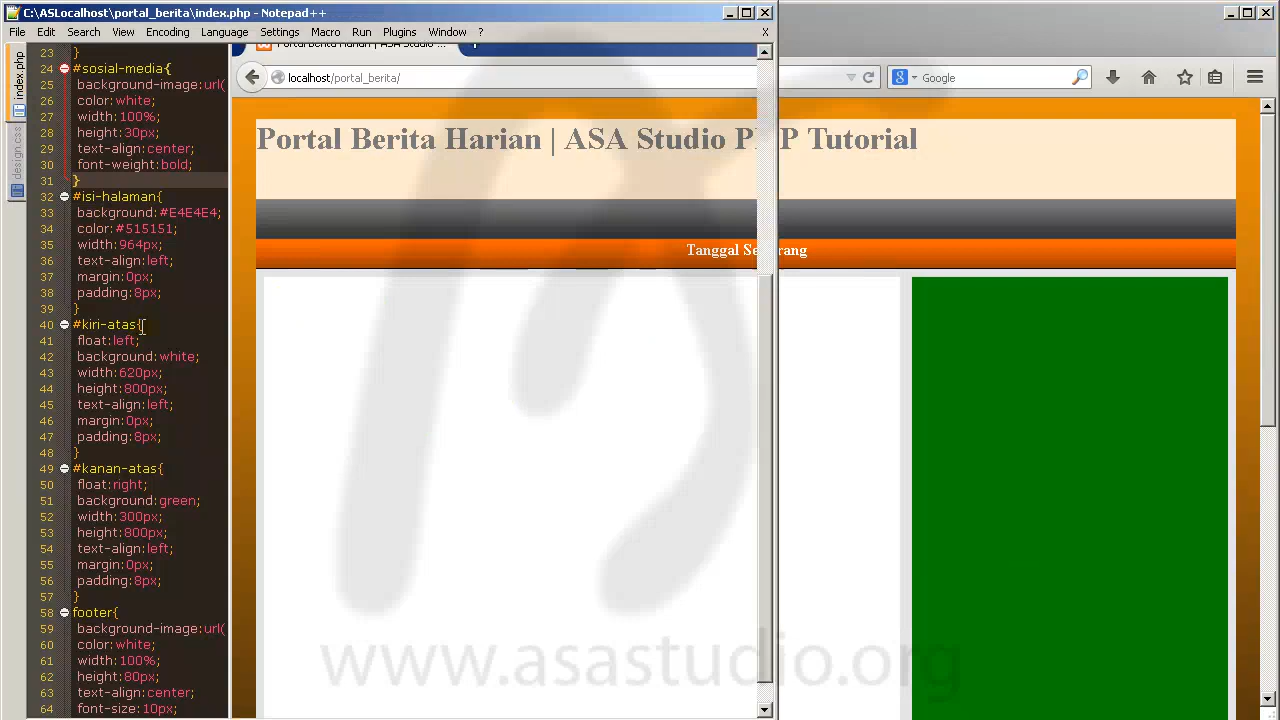 C:\ASLocalhost\portal_berita\index.php - Notepad++
File Edit Search View Encoding Language Settings Macro Run Plugins Window ? X
index.php
design.css
Portal Berita Harian | ASA Studio ...
localhost/portal_berita/
Google
23 }
24 #sosial-media{
25 background-image:url(
26 color:white;
27 width:100%;
28 height:30px;
29 text-align:center;
30 font-weight:bold;
31 }
32 #isi-halaman{
33 background:#E4E4E4;
34 color:#515151;
35 width:964px;
36 text-align:left;
37 margin:0px;
38 padding:8px;
39 }
40 #kiri-atas{
41 float:left;
42 background:white;
43 width:620px;
44 height:800px;
45 text-align:left;
46 margin:0px;
47 padding:8px;
48 }
49 #kanan-atas{
50 float:right;
51 background:green;
52 width:300px;
53 height:800px;
54 text-align:left;
55 margin:0px;
56 padding:8px;
57 }
58 footer{
59 background-image:url(
60 color:white;
61 width:100%;
62 height:80px;
63 text-align:center;
64 font-size:10px;
Portal Berita Harian | ASA Studio PHP Tutorial
Tanggal Sekarang
www.asastudio.org